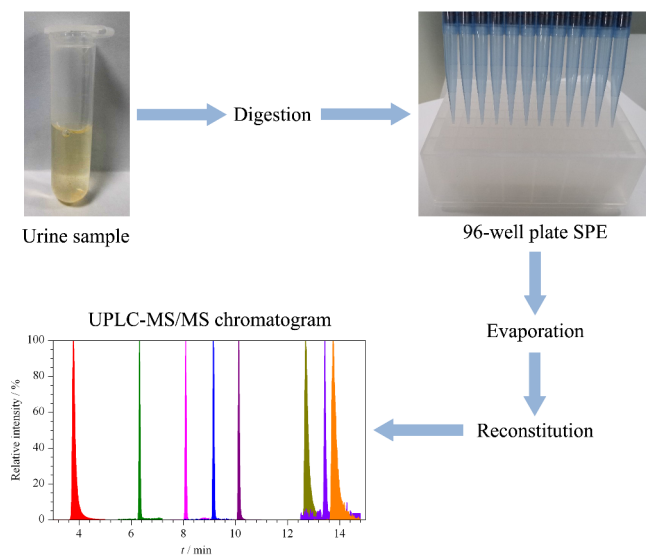 Digestion
Urine sample
96-well plate SPE
Evaporation
Reconstitution
UPLC-MS/MS chromatogram
Relative intensity / %
100
80
60
40
20
0
4 6 8 10 12 14
t / min